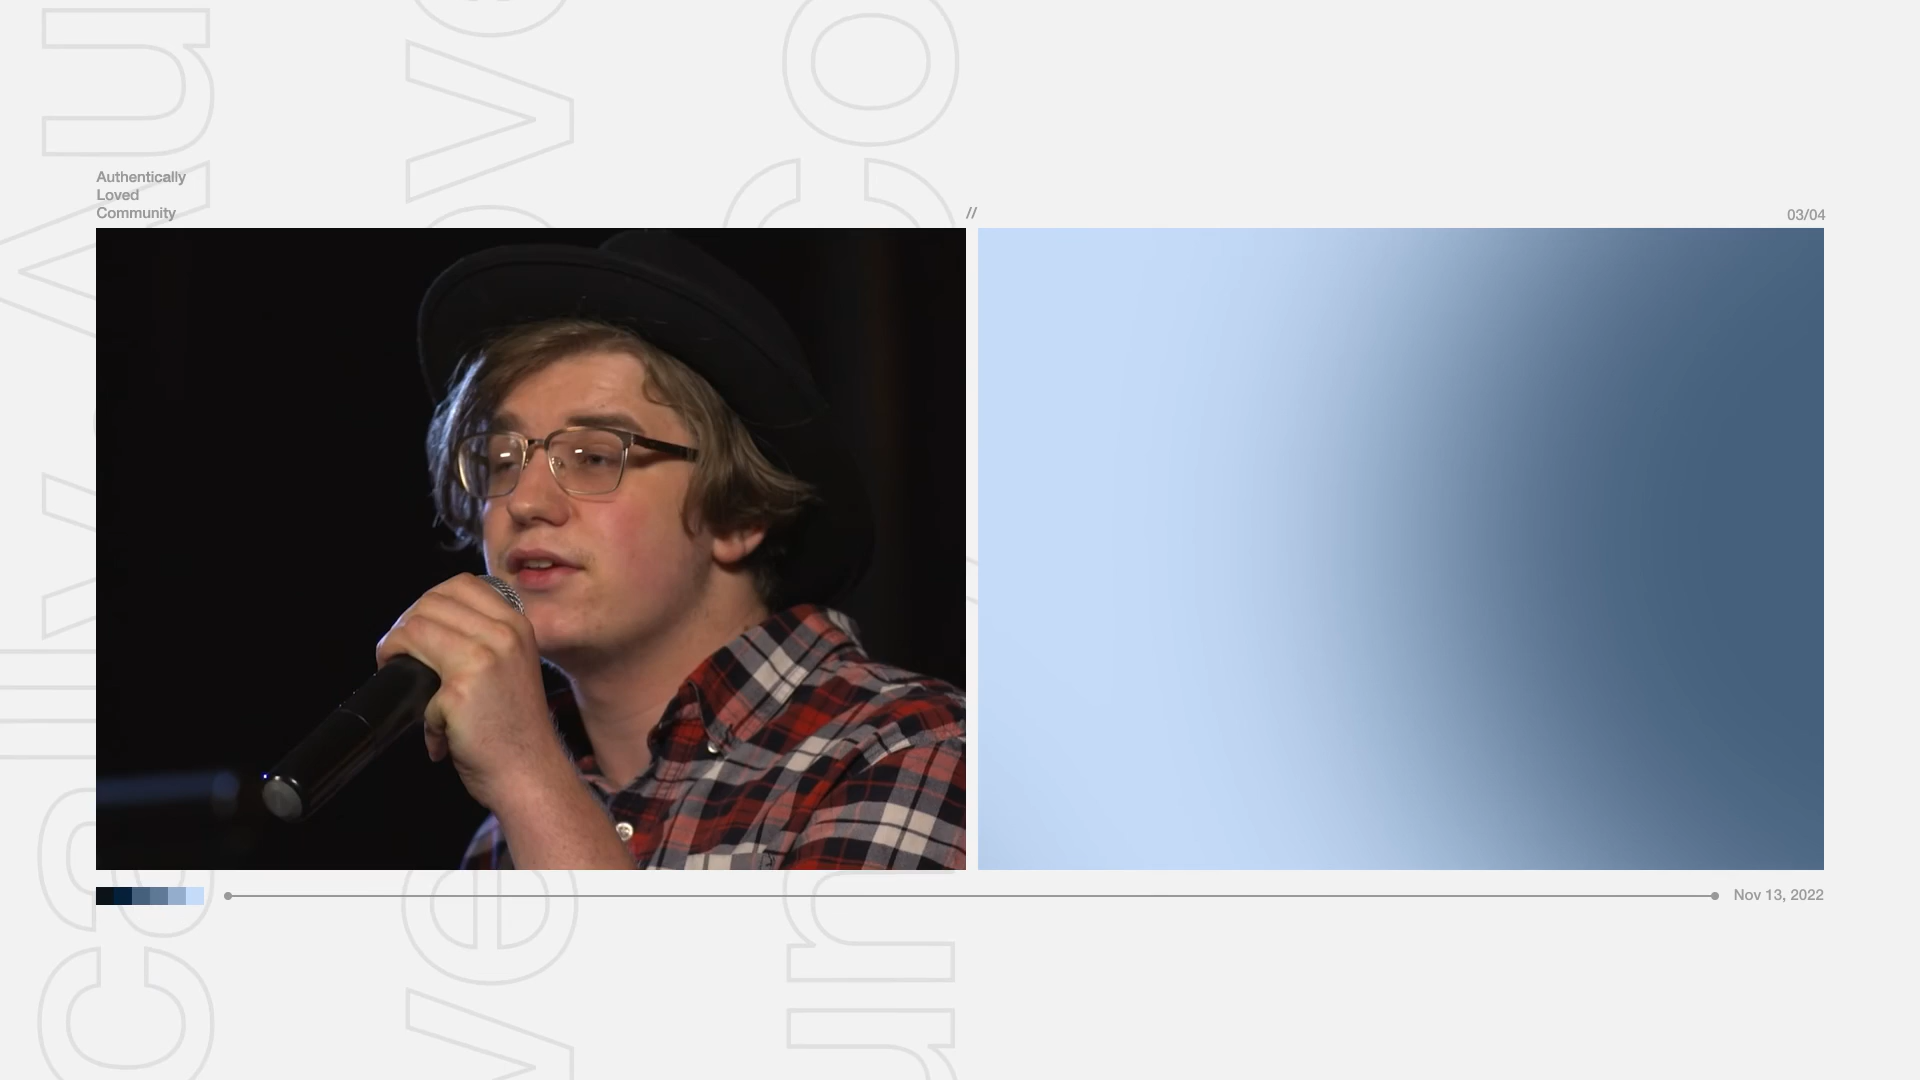 Authentically
Loved
Community
//
03/04
Nov 13, 2022